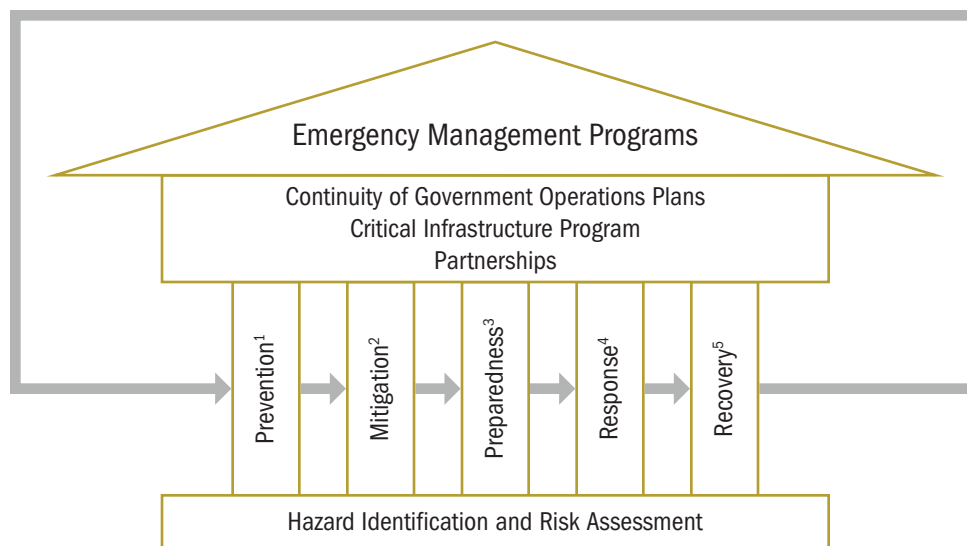 Emergency Management Programs
Continuity of Government Operations Plans
Critical Infrastructure Program
Partnerships
Prevention¹
Mitigation²
Preparedness³
Response⁴
Recovery⁵
Hazard Identification and Risk Assessment